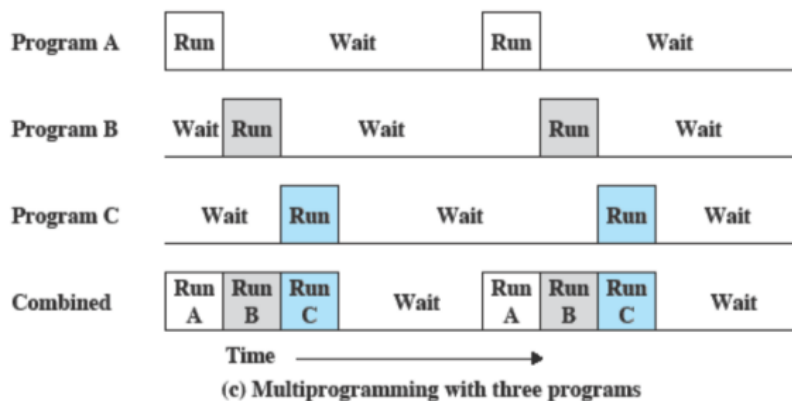 Program A Run Wait Run Wait
Program B Wait Run Wait Run Wait
Program C Wait Run Wait Run Wait
Combined Run A Run B Run C Wait Run A Run B Run C Wait
Time
(c) Multiprogramming with three programs